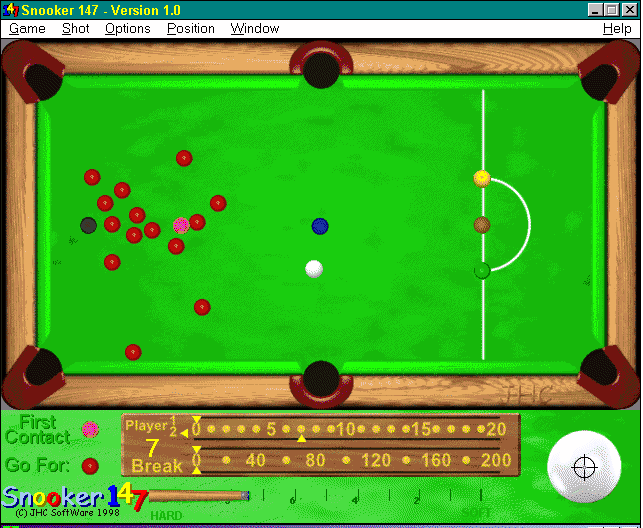 Snooker 147 - Version 1.0
Game Shot Options Position Window Help
JHC
First
Contact
Go For:
Player 1
2
7
Break
0 5 10 15 20
0 40 80 120 160 200
Snooker 147
(C) JHC SoftWare 1998
HARD
6 4 2